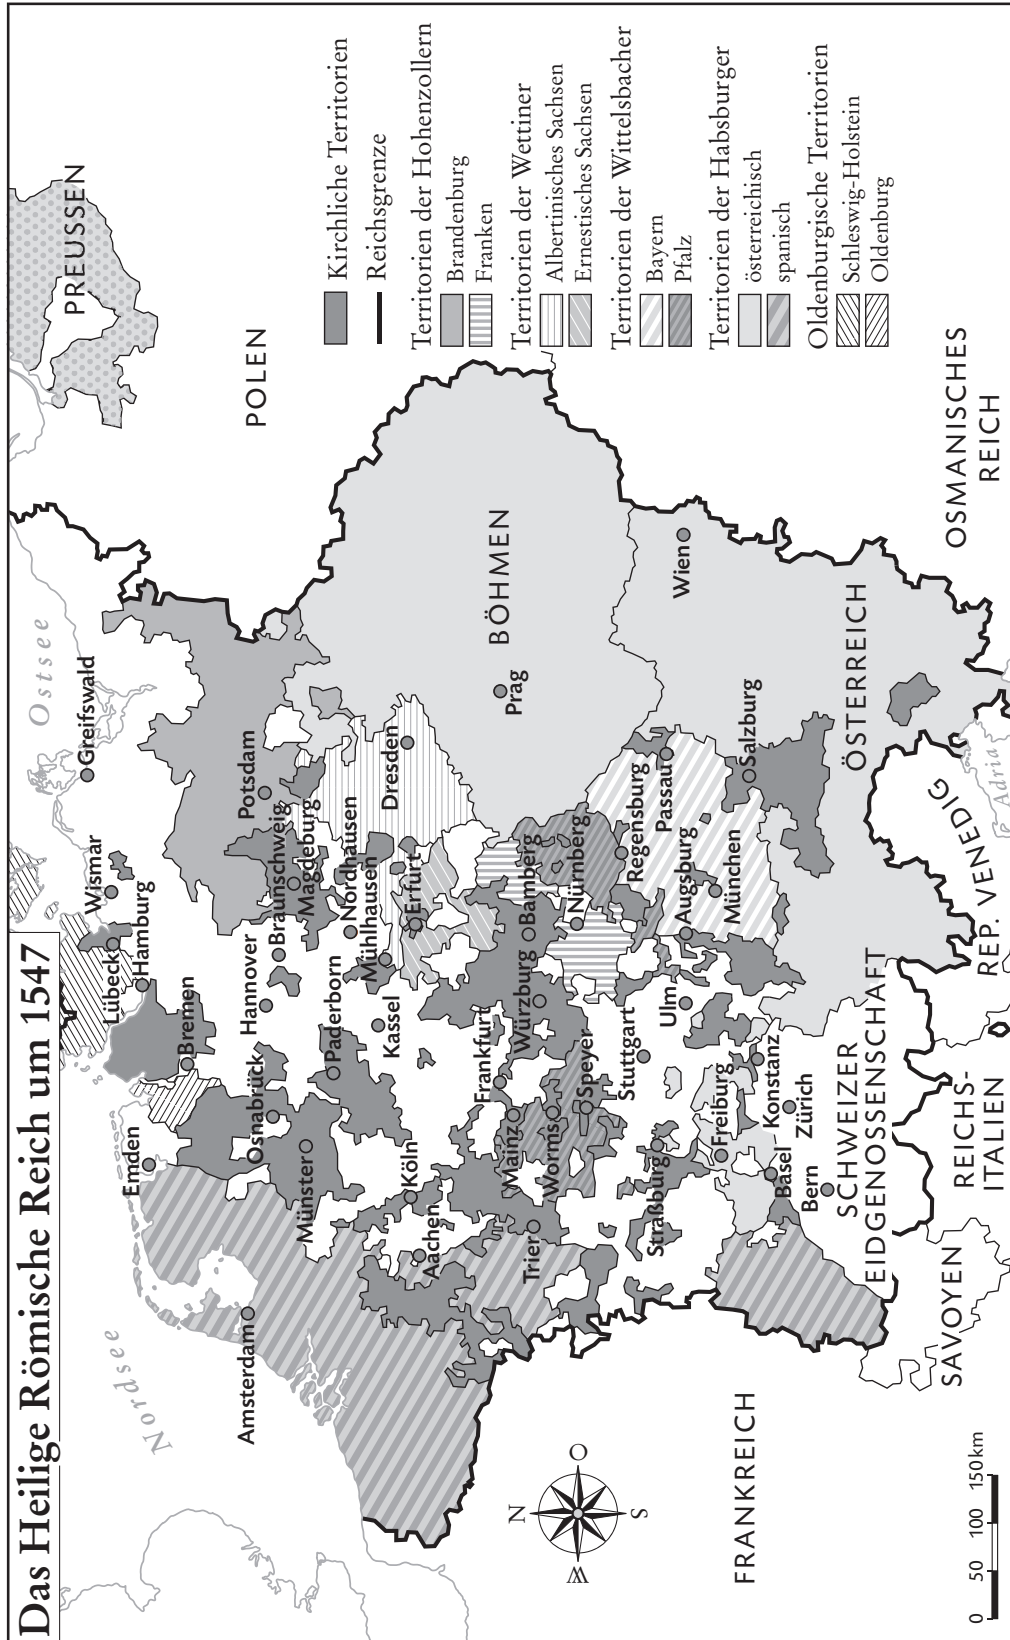 Das Heilige Römische Reich um 1547
Nordsee
Ostsee
Adria
PREUSSEN
POLEN
BÖHMEN
ÖSTERREICH
OSMANISCHES
REICH
REP. VENEDIG
SCHWEIZER
EIDGENOSSENSCHAFT
REICHS-
ITALIEN
SAVOYEN
FRANKREICH
Greifswald
Wismar
Lübeck
Hamburg
Bremen
Emden
Amsterdam
Potsdam
Braunschweig
Magdeburg
Hannover
Osnabrück
Münster
Paderborn
Nordhausen
Mühlhausen
Kassel
Erfurt
Dresden
Köln
Aachen
Prag
Frankfurt
Mainz
Worms
Trier
Würzburg
Bamberg
Nürnberg
Speyer
Stuttgart
Straßburg
Regensburg
Passau
Wien
Ulm
Augsburg
München
Salzburg
Freiburg
Konstanz
Basel
Zürich
Bern
Kirchliche Territorien
Reichsgrenze
Territorien der Hohenzollern
Brandenburg
Franken
Territorien der Wettiner
Albertinisches Sachsen
Ernestisches Sachsen
Territorien der Wittelsbacher
Bayern
Pfalz
Territorien der Habsburger
österreichisch
spanisch
Oldenburgische Territorien
Schleswig-Holstein
Oldenburg
N
W O
S
0 50 100 150 km